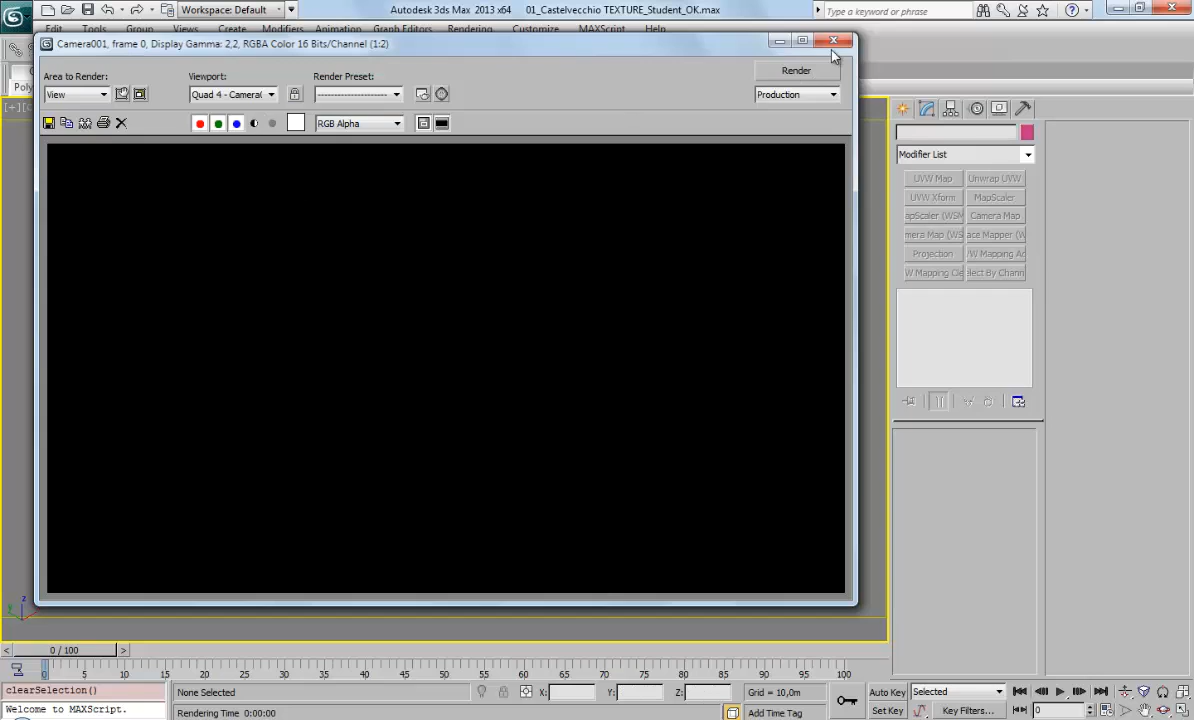 Workspace: Default
Autodesk 3ds Max 2013 x64 01_Castelvecchio TEXTURE_Student_OK.max
Type a keyword or phrase
Edit Tools Group Views Create Modifiers Animation Graph Editors Rendering Customize MAXScript Help
Camera001, frame 0, Display Gamma: 2,2, RGBA Color 16 Bits/Channel (1:2)
Area to Render:
Viewport:
Render Preset:
Render
View
Quad 4 - Camera(
--------------------
Production
RGB Alpha
Poly
[+][
Modifier List
UVW Map
Unwrap UVW
UVW Xform
MapScaler
apScaler (WSM
Camera Map
mera Map (WS
ace Mapper (W
Projection
/W Mapping Ad
W Mapping Cle
elect By Chann
z
y
0 / 100
0 5 10 15 20 25 30 35 40 45 50 55 60 65 70 75 80 85 90 95 100
clearSelection()
Welcome to MAXScript.
None Selected
X:
Y:
Z:
Grid = 10,0m
Auto Key
Selected
Rendering Time 0:00:00
Add Time Tag
Set Key
Key Filters...
0